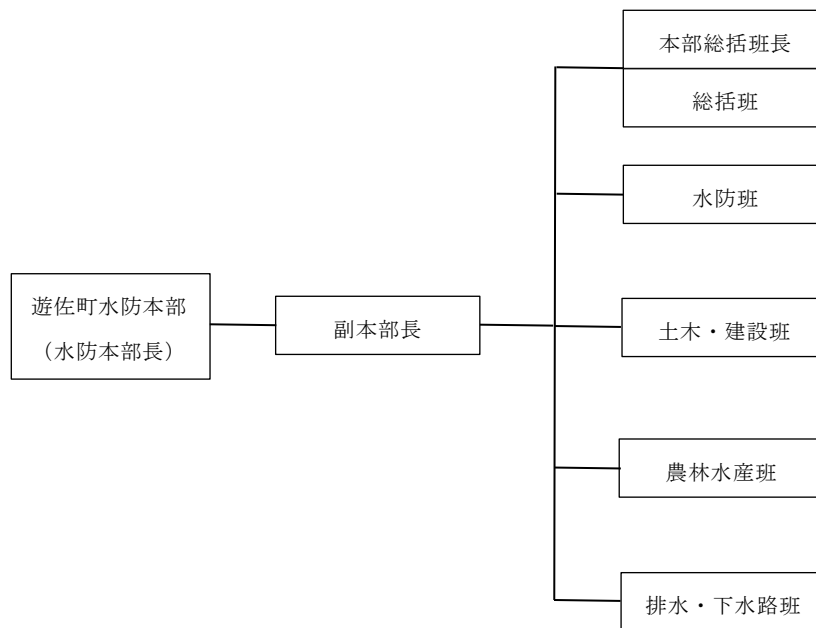 遊佐町水防本部
（水防本部長）
副本部長
本部総括班長
総括班
水防班
土木・建設班
農林水産班
排水・下水路班